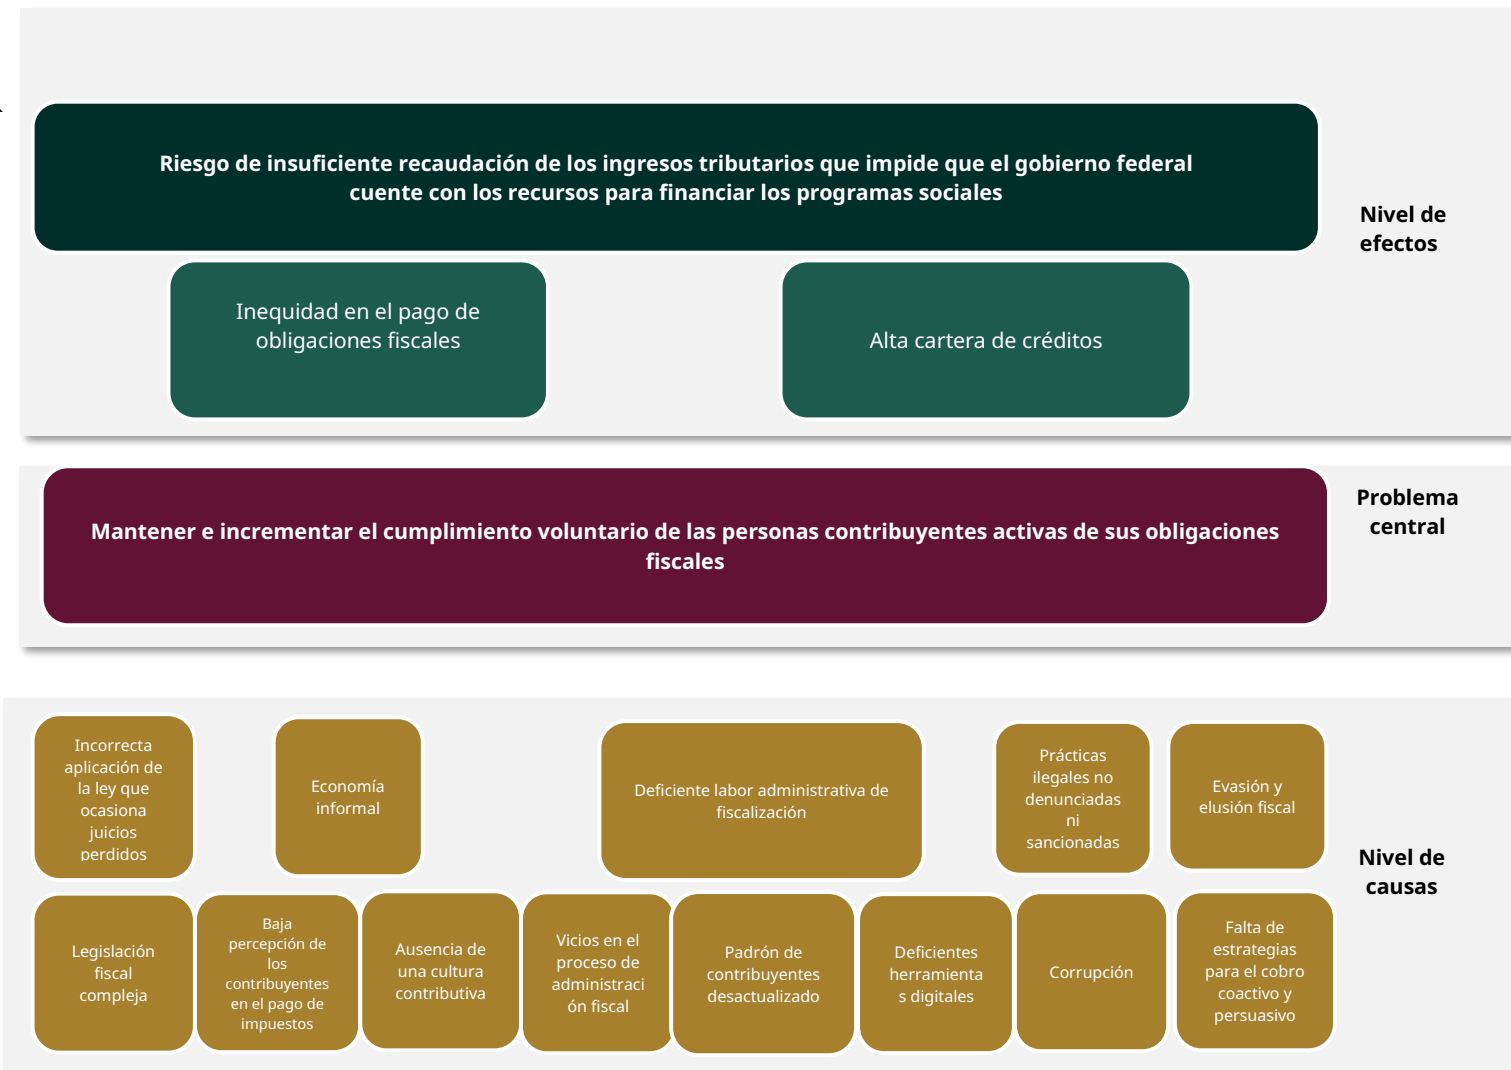 Riesgo de insuficiente recaudación de los ingresos tributarios que impide que el gobierno federal
cuente con los recursos para financiar los programas sociales
Nivel de
efectos
Inequidad en el pago de
obligaciones fiscales
Alta cartera de créditos
Problema
central
Mantener e incrementar el cumplimiento voluntario de las personas contribuyentes activas de sus obligaciones
fiscales
Incorrecta
aplicación de
la ley que
ocasiona
juicios
perdidos
Economía
informal
Deficiente labor administrativa de
fiscalización
Prácticas
ilegales no
denunciadas
ni
sancionadas
Evasión y
elusión fiscal
Nivel de
causas
Legislación
fiscal
compleja
Baja
percepción de
los
contribuyentes
en el pago de
impuestos
Ausencia de
una cultura
contributiva
Vicios en el
proceso de
administraci
ón fiscal
Padrón de
contribuyentes
desactualizado
Deficientes
herramienta
s digitales
Corrupción
Falta de
estrategias
para el cobro
coactivo y
persuasivo